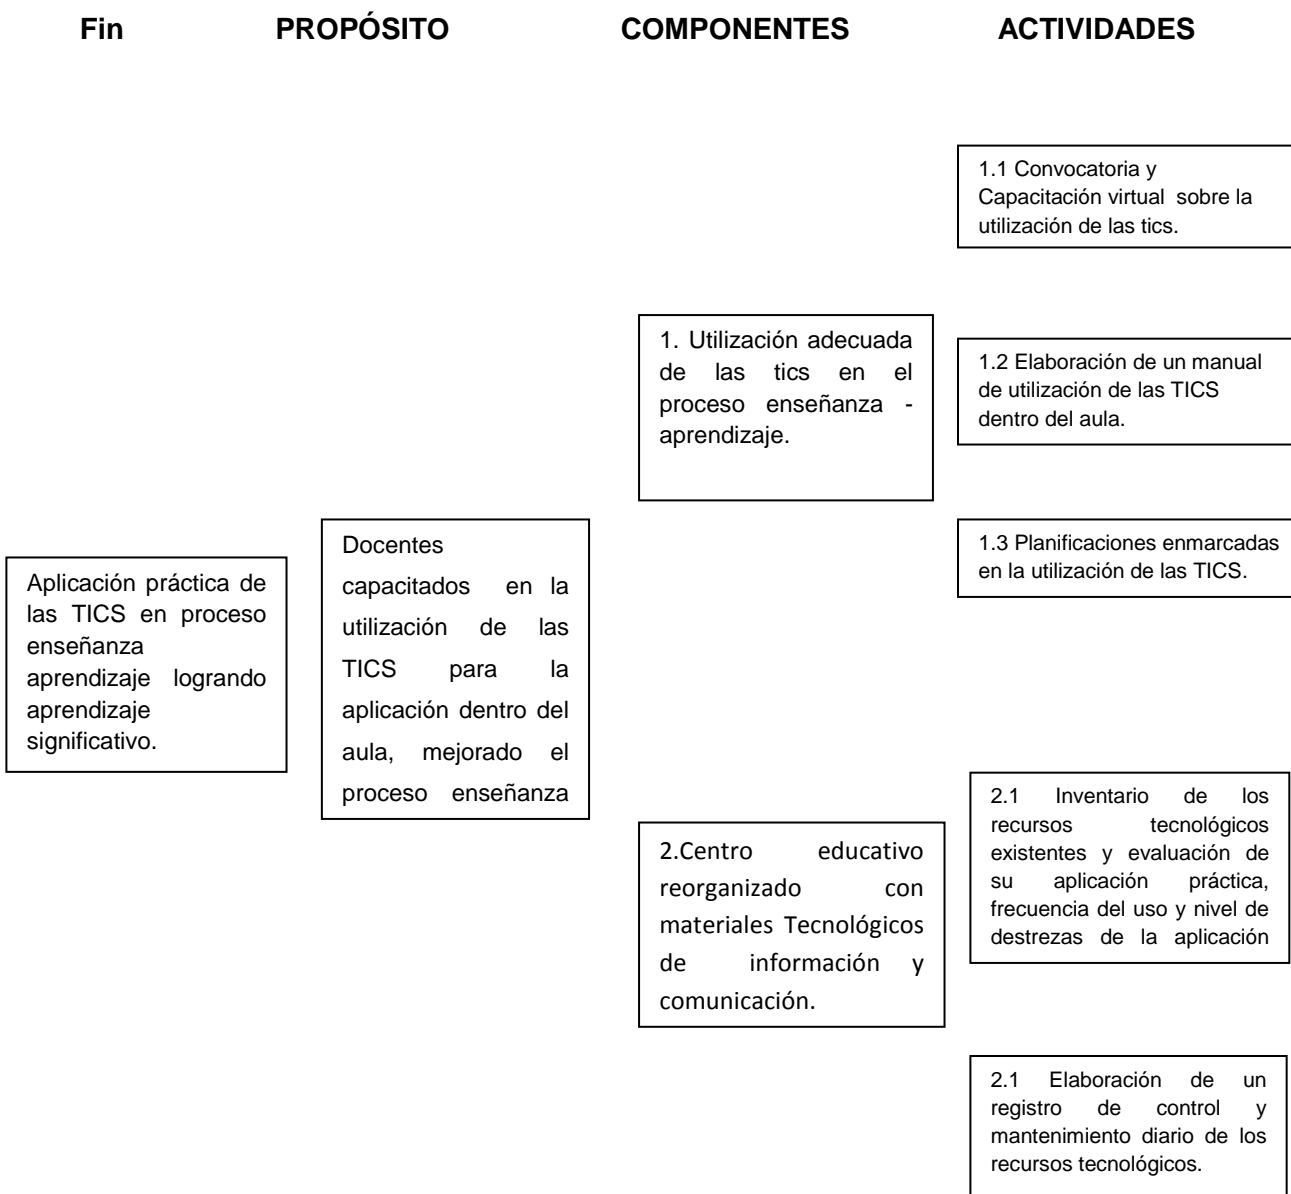 Fin PROPÓSITO COMPONENTES ACTIVIDADES
Aplicación práctica de
las TICS en proceso
enseñanza
aprendizaje logrando
aprendizaje
significativo.
Docentes
capacitados en la
utilización de las
TICS para la
aplicación dentro del
aula, mejorado el
proceso enseñanza
1. Utilización adecuada
de las tics en el
proceso enseñanza -
aprendizaje.
2.Centro educativo
reorganizado con
materiales Tecnológicos
de información y
comunicación.
1.1 Convocatoria y
Capacitación virtual sobre la
utilización de las tics.
1.2 Elaboración de un manual
de utilización de las TICS
dentro del aula.
1.3 Planificaciones enmarcadas
en la utilización de las TICS.
2.1 Inventario de los
recursos tecnológicos
existentes y evaluación de
su aplicación práctica,
frecuencia del uso y nivel de
destrezas de la aplicación
2.1 Elaboración de un
registro de control y
mantenimiento diario de los
recursos tecnológicos.